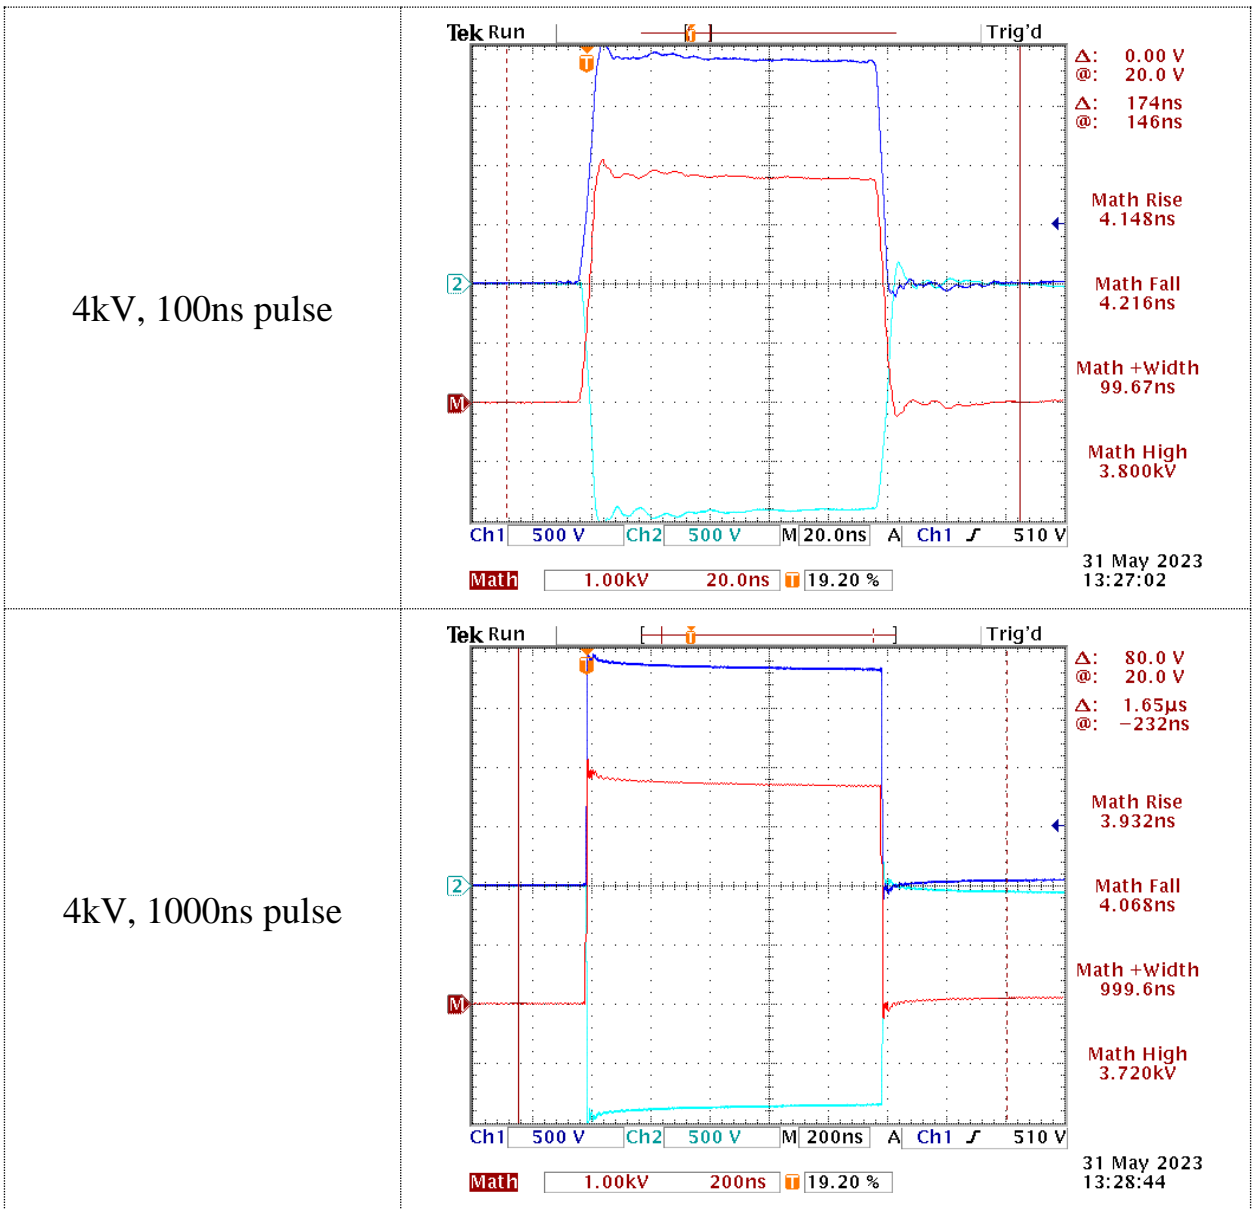 4kV, 100ns pulse
Tek Run Trig'd
T
T
Δ: 0.00 V
@: 20.0 V
Δ: 174ns
@: 146ns
Math Rise
4.148ns
2
Math Fall
4.216ns
Math +Width
99.67ns
M
Math High
3.800kV
Ch1 500 V Ch2 500 V M 20.0ns A Ch1 510 V
31 May 2023
13:27:02
Math 1.00kV 20.0ns T 19.20 %
4kV, 1000ns pulse
Tek Run Trig'd
T
T
Δ: 80.0 V
@: 20.0 V
Δ: 1.65µs
@: −232ns
Math Rise
3.932ns
2
Math Fall
4.068ns
Math +Width
999.6ns
M
Math High
3.720kV
Ch1 500 V Ch2 500 V M 200ns A Ch1 510 V
31 May 2023
13:28:44
Math 1.00kV 200ns T 19.20 %